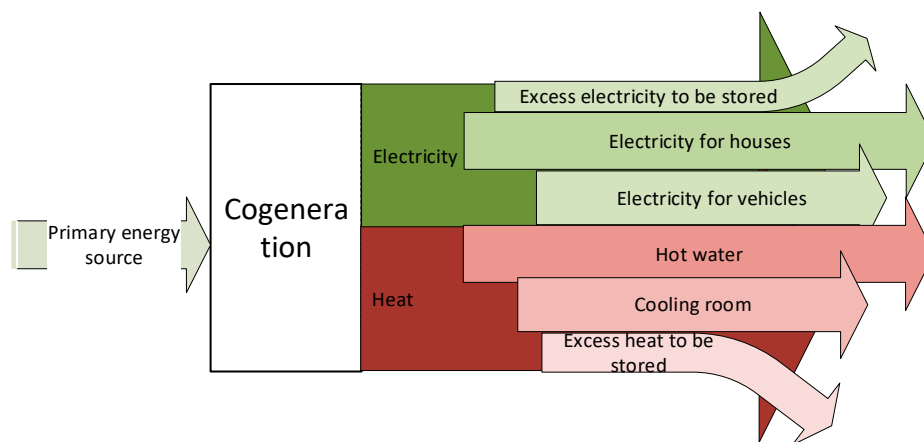 Primary energy
source
Cogenera
tion
Electricity
Heat
Excess electricity to be stored
Electricity for houses
Electricity for vehicles
Hot water
Cooling room
Excess heat to be
stored